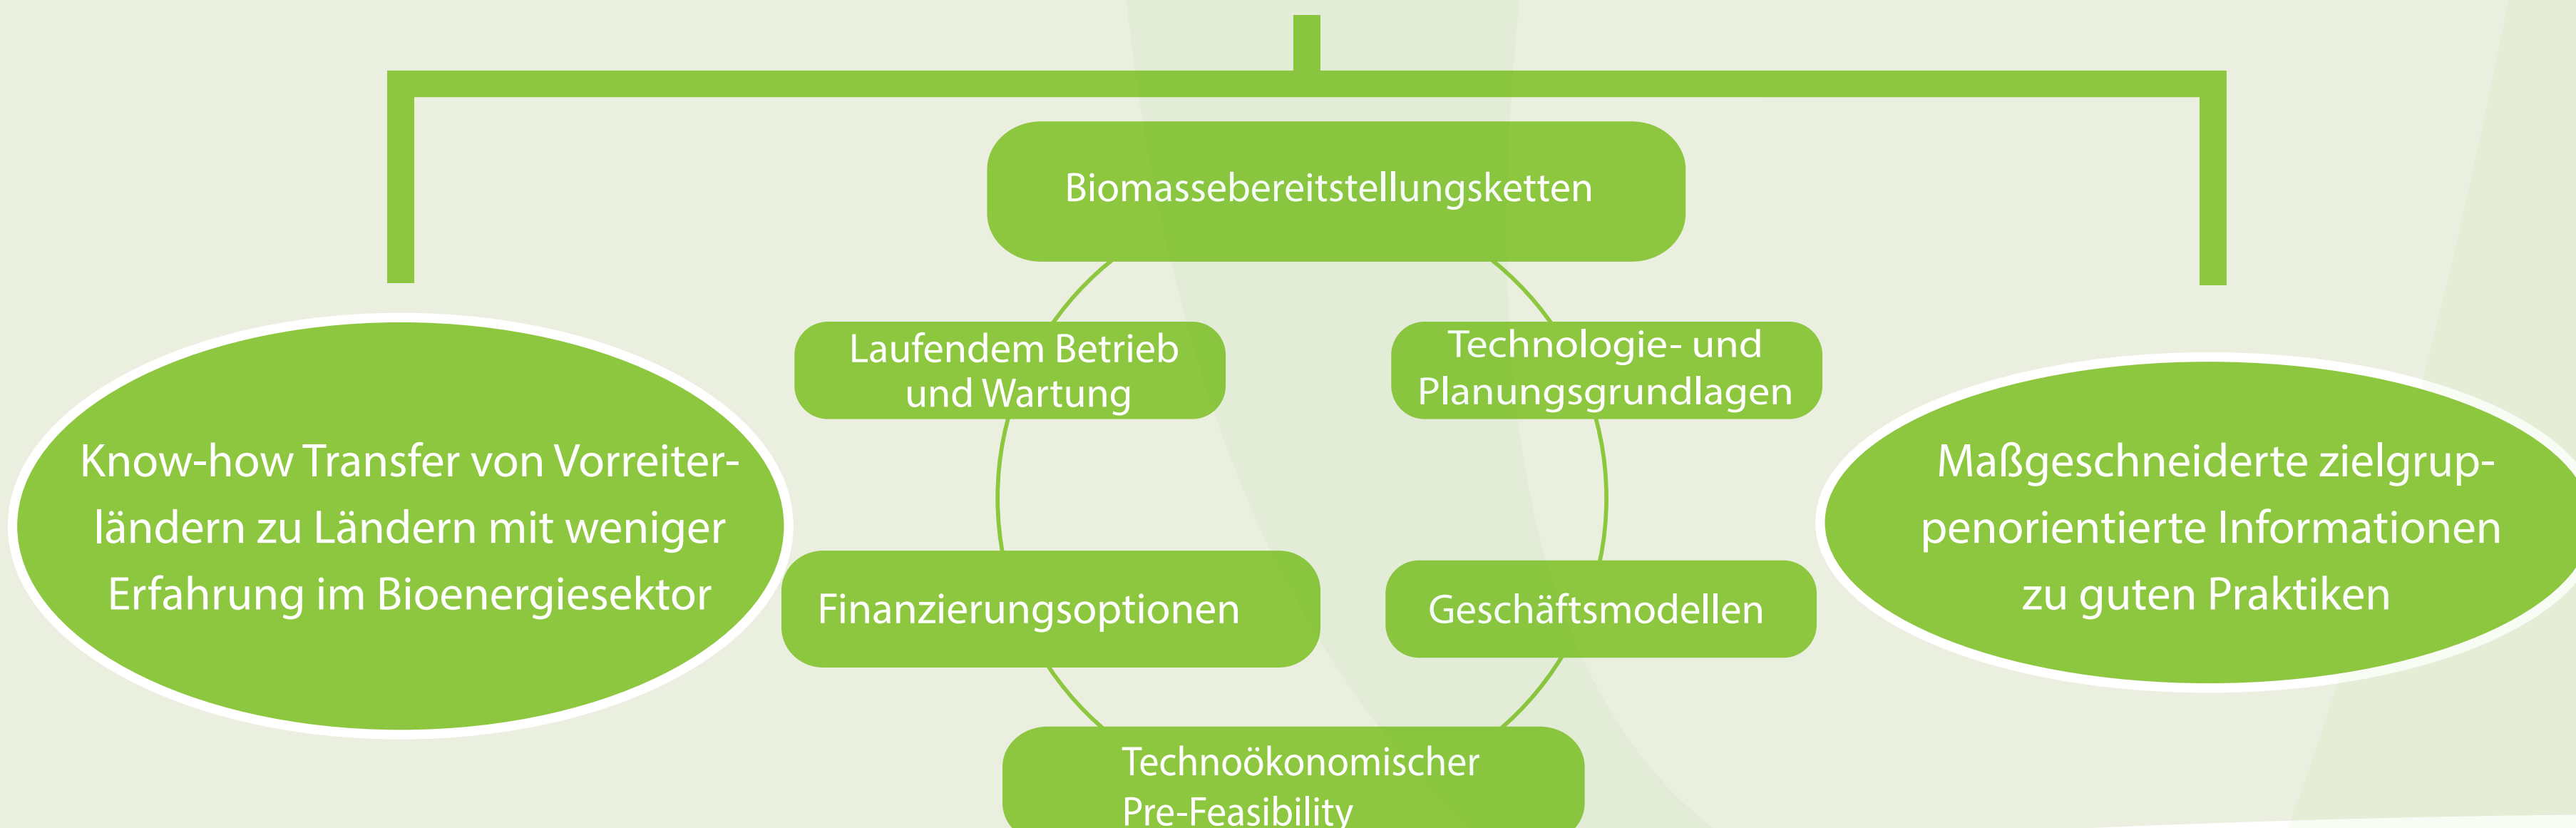 Biomassebereitstellungsketten
Laufendem Betrieb
und Wartung
Technologie- und
Planungsgrundlagen
Know-how Transfer von Vorreiter-
ländern zu Ländern mit weniger
Erfahrung im Bioenergiesektor
Maßgeschneiderte zielgrup-
penorientierte Informationen
zu guten Praktiken
Finanzierungsoptionen
Geschäftsmodellen
Technoökonomischer
Pre-Feasibility